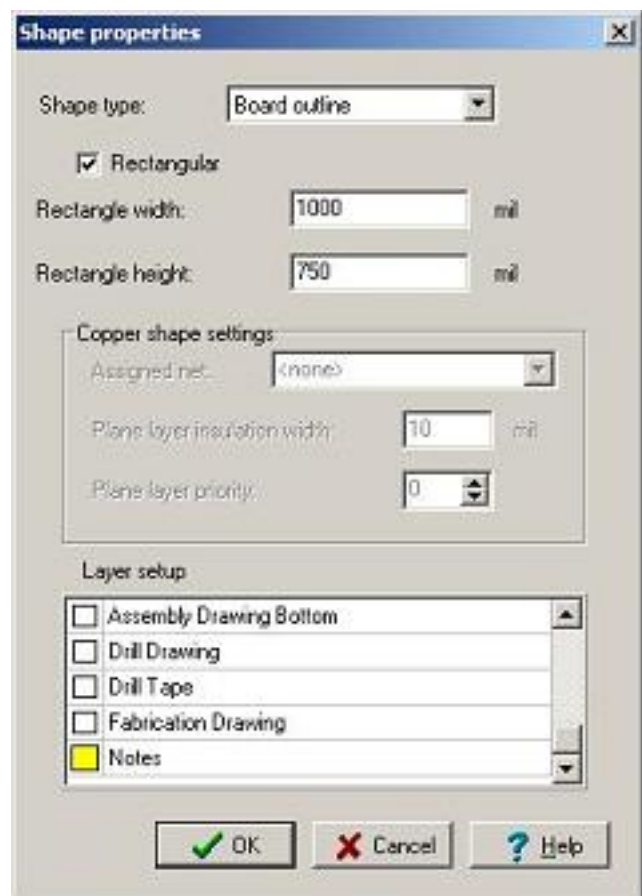 Shape properties
Shape type: Board outline
Rectangular
Rectangle width: 1000 mil
Rectangle height: 750 mil
Copper shape settings
Assigned net: <none>
Plane layer insulation width: 10 mil
Plane layer priority: 0
Layer setup
Assembly Drawing Bottom
Drill Drawing
Drill Tape
Fabrication Drawing
Notes
OK Cancel Help